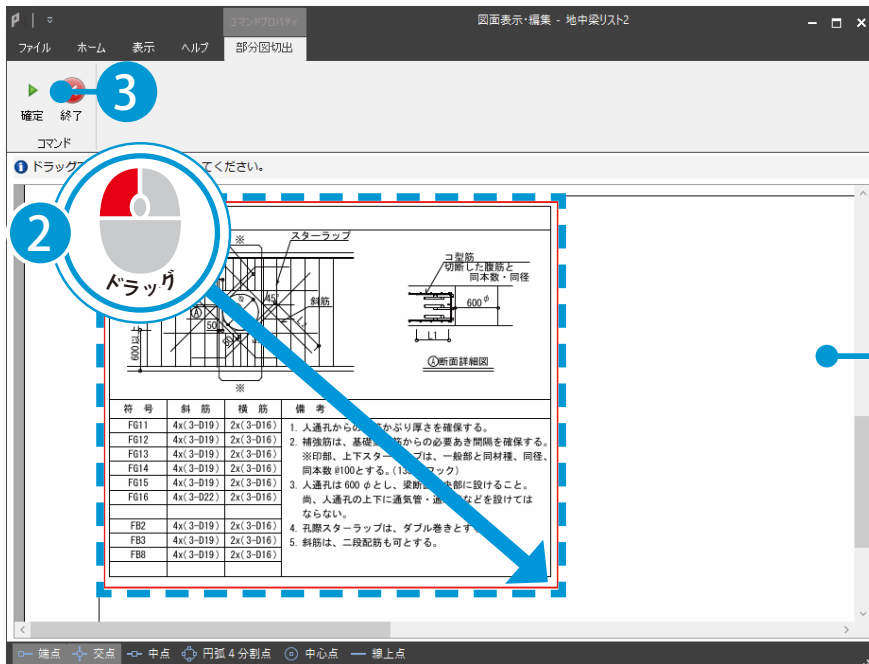 コマンドプロパティ
図面表示・編集 - 地中梁リスト2
ファイル ホーム 表示 ヘルプ 部分図切出
3
確定 終了
コマンド
ドラッグ
てください。
2
ドラッグ
※
スターラップ
コ型筋
切断した腹筋と
同本数・同径
45°
斜筋
600φ
Ⓐ
50
L1
600
Ⓐ断面詳細図
※
符 号 斜 筋 横 筋 備 考
FG11 4x(3-D19) 2x(3-D16)
FG12 4x(3-D19) 2x(3-D16)
FG13 4x(3-D19) 2x(3-D16)
FG14 4x(3-D19) 2x(3-D16)
FG15 4x(3-D19) 2x(3-D16)
FG16 4x(3-D22) 2x(3-D16)
FB2 4x(3-D19) 2x(3-D16)
FB3 4x(3-D19) 2x(3-D16)
FB8 4x(3-D19) 2x(3-D16)
1. 人通孔からの かぶり厚さを確保する。
2. 補強筋は、基礎 筋からの必要あき間隔を確保する。
※印部、上下スター プは、一般部と同材種、同径、
同本数@100とする。(13 フック)
3. 人通孔は600φとし、梁断 中央部に設けること。
尚、人通孔の上下に通気管・通 などを設けては
ならない。
4. 孔際スターラップは、ダブル巻きとす
5. 斜筋は、二段配筋も可とする。
端点 交点 中点 円弧4分割点 中心点 線上点